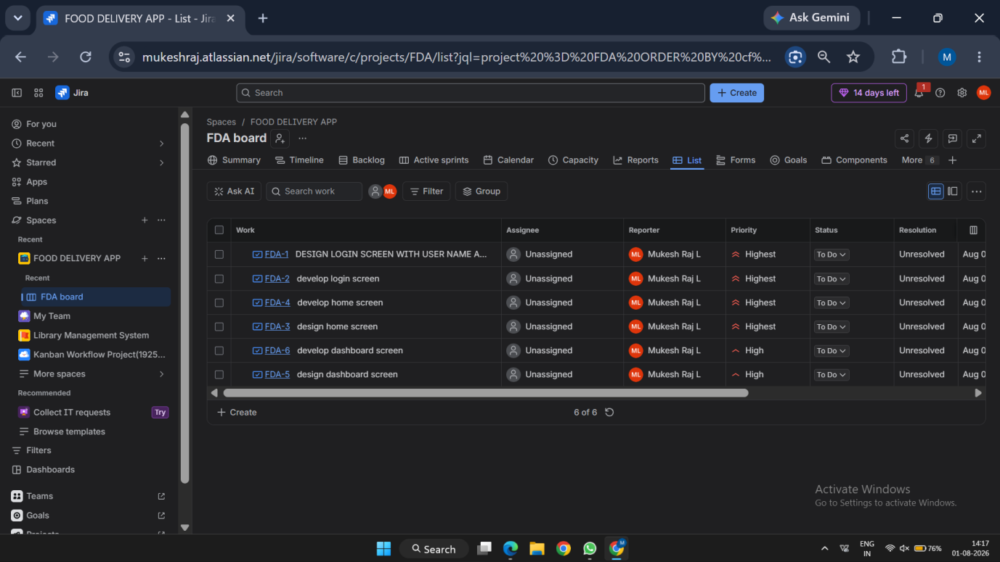 FOOD DELIVERY APP - List - Jira
Ask Gemini
mukeshraj.atlassian.net/jira/software/c/projects/FDA/list?jql=project%20%3D%20FDA%20ORDER%20BY%20cf%...
M
Jira
Search
Create
14 days left
1
ML
For you
Recent
Starred
Apps
Plans
Spaces
Recent
FOOD DELIVERY APP
Recent
FDA board
My Team
Library Management System
Kanban Workflow Project(1925...
More spaces
Recommended
Collect IT requests Try
Browse templates
Filters
Dashboards
Teams
Goals
Spaces / FOOD DELIVERY APP
FDA board
Summary Timeline Backlog Active sprints Calendar Capacity Reports List Forms Goals Components More 6
Ask AI Search work ML Filter Group
Work Assignee Reporter Priority Status Resolution
FDA-1 DESIGN LOGIN SCREEN WITH USER NAME A... Unassigned ML Mukesh Raj L Highest To Do Unresolved Aug 0
FDA-2 develop login screen Unassigned ML Mukesh Raj L Highest To Do Unresolved Aug 0
FDA-4 develop home screen Unassigned ML Mukesh Raj L Highest To Do Unresolved Aug 0
FDA-3 design home screen Unassigned ML Mukesh Raj L Highest To Do Unresolved Aug 0
FDA-6 develop dashboard screen Unassigned ML Mukesh Raj L High To Do Unresolved Aug 0
FDA-5 design dashboard screen Unassigned ML Mukesh Raj L High To Do Unresolved Aug 0
Create 6 of 6
Activate Windows
Go to Settings to activate Windows.
Search
M
ENG
IN
76%
14:17
01-08-2026